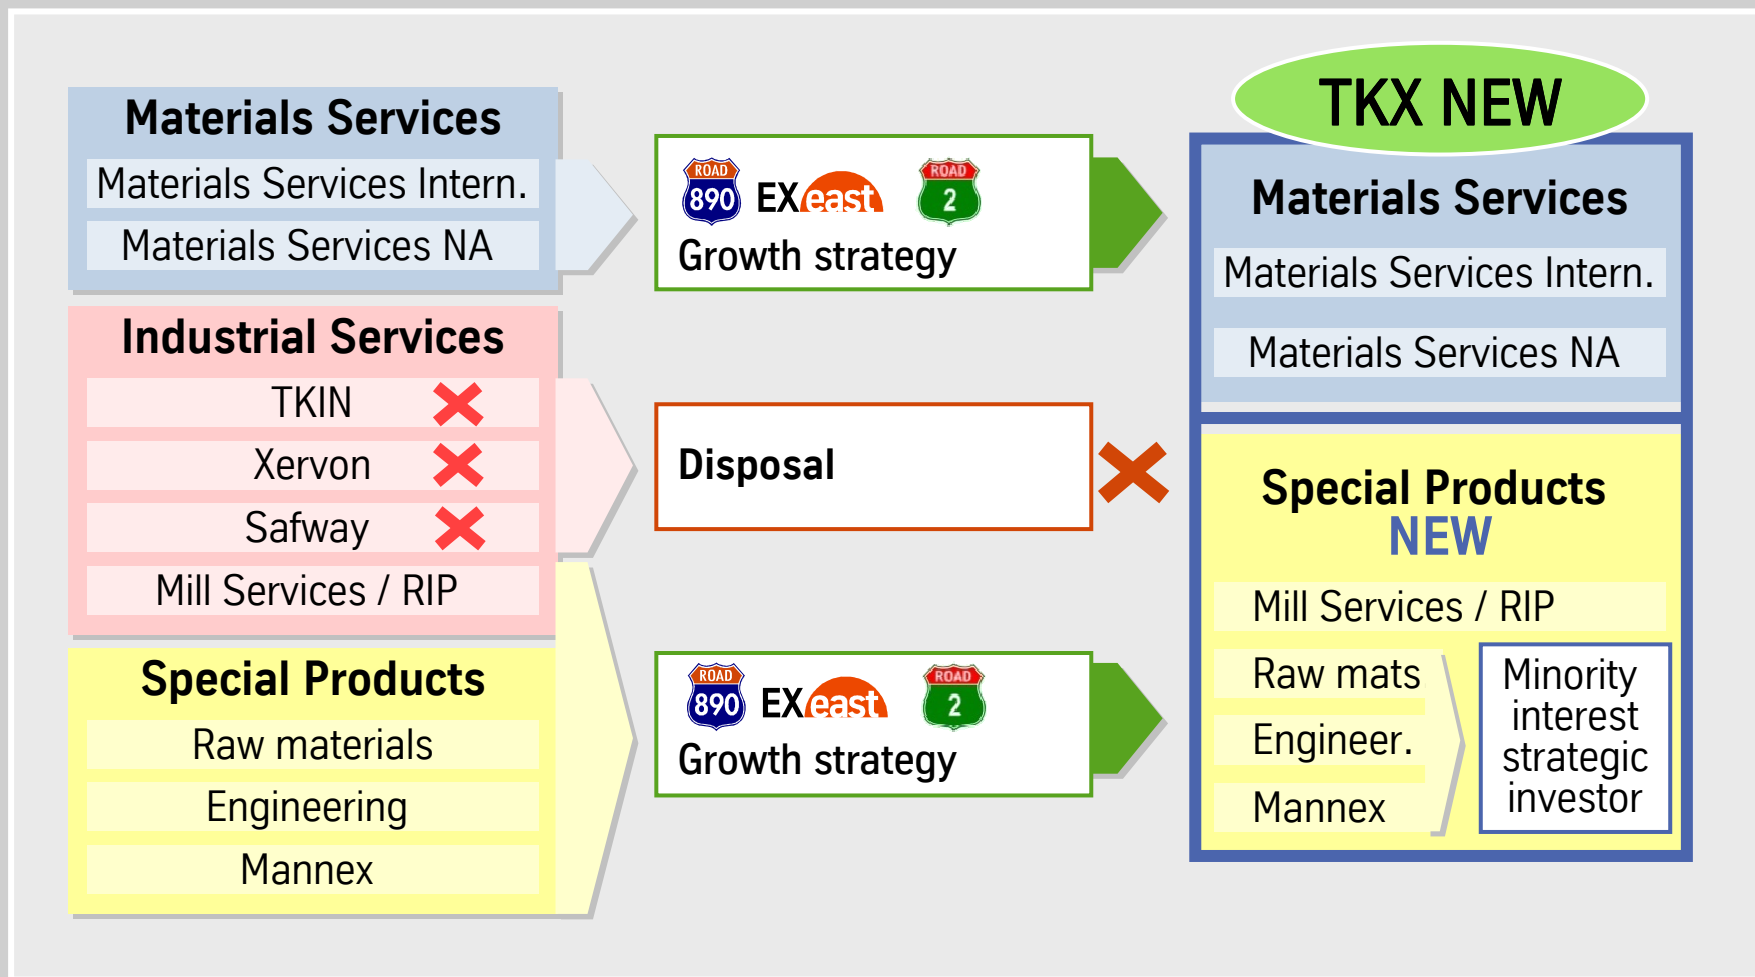 Materials Services
Materials Services Intern.
Materials Services NA
Industrial Services
TKIN
Xervon
Safway
Mill Services / RIP
Special Products
Raw materials
Engineering
Mannex
ROAD
890
EXeast
ROAD
2
Growth strategy
Disposal
ROAD
890
EXeast
ROAD
2
Growth strategy
TKX NEW
Materials Services
Materials Services Intern.
Materials Services NA
Special Products
NEW
Mill Services / RIP
Raw mats
Engineer.
Mannex
Minority
interest
strategic
investor